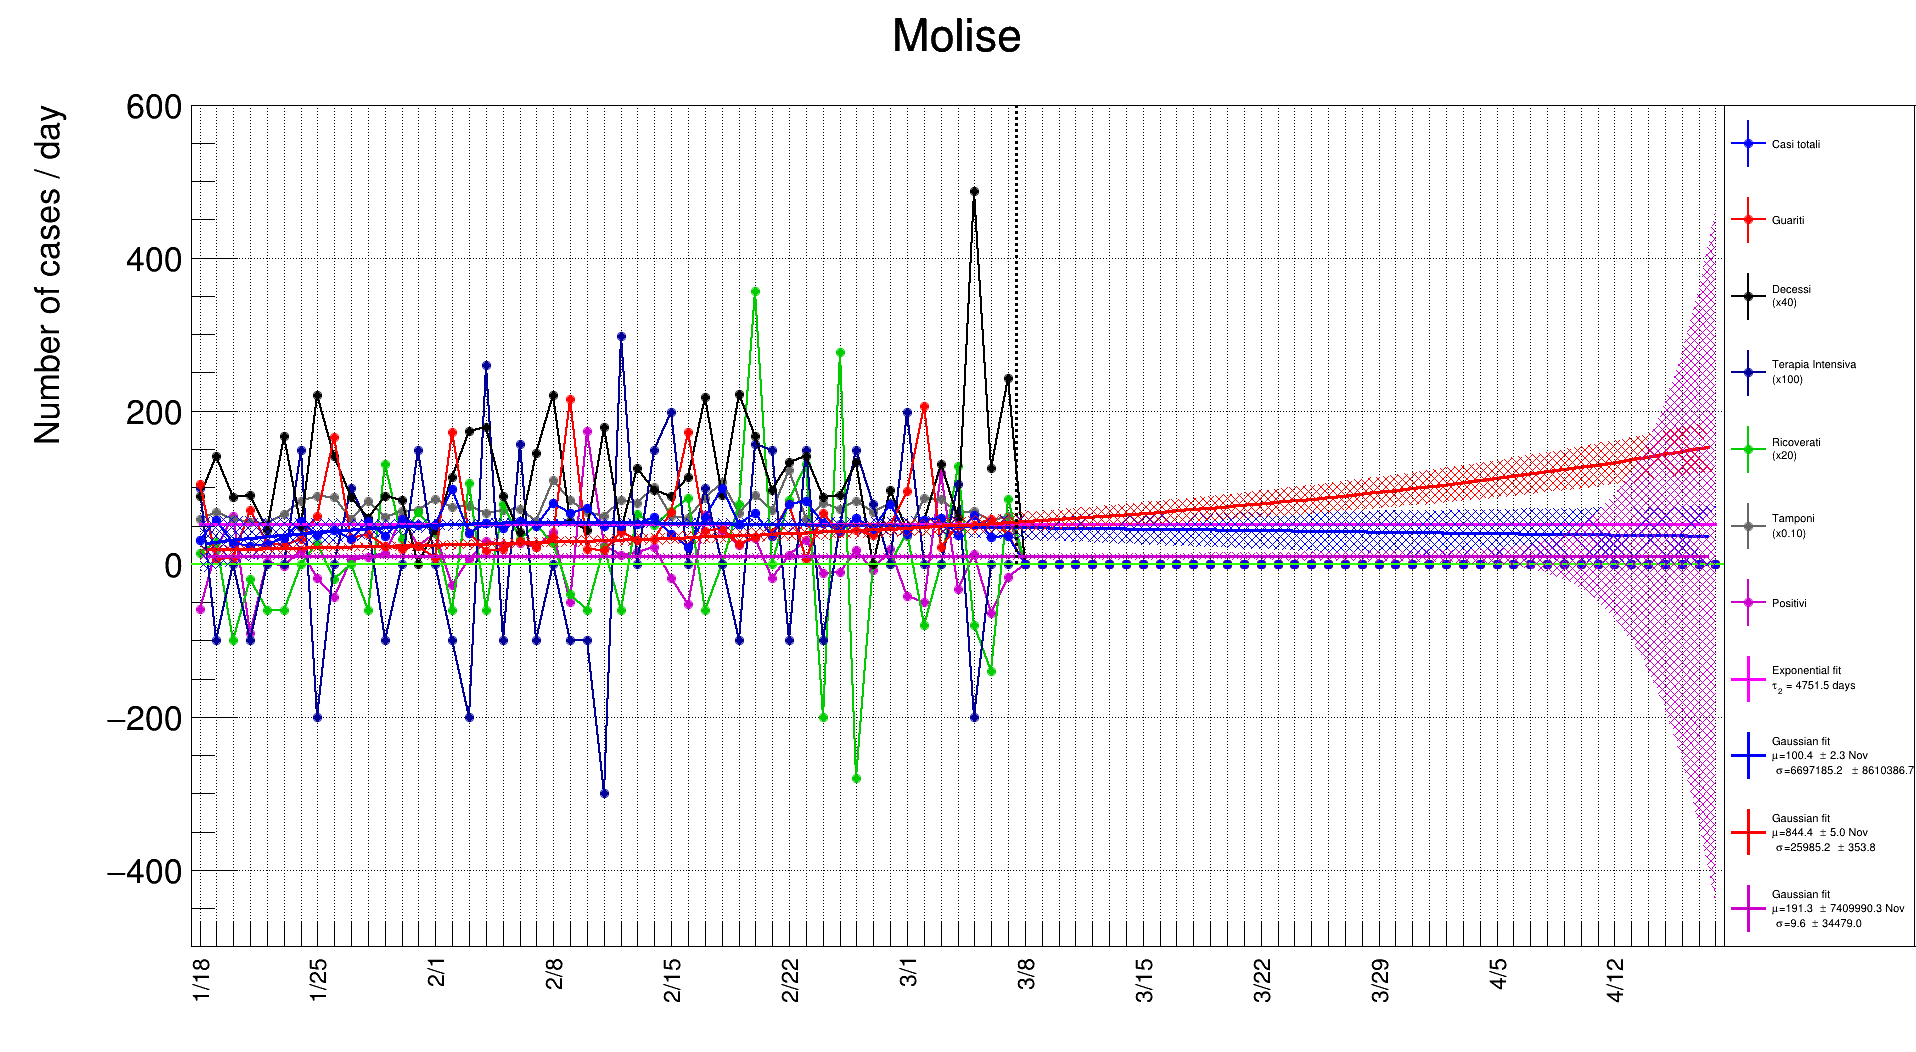 Molise
Number of cases / day
600
400
200
0
−200
−400
1/18
1/25
2/1
2/8
2/15
2/22
3/1
3/8
3/15
3/22
3/29
4/5
4/12
Casi totali
Guariti
Decessi
(x40)
Terapia Intensiva
(x100)
Ricoverati
(x20)
Tamponi
(x0.10)
Positivi
Exponential fit
τ2 = 4751.5 days
Gaussian fit
μ=100.4 ± 2.3 Nov
σ=6697185.2 ± 8610386.7
Gaussian fit
μ=844.4 ± 5.0 Nov
σ=25985.2 ± 353.8
Gaussian fit
μ=191.3 ± 7409990.3 Nov
σ=9.6 ± 34479.0